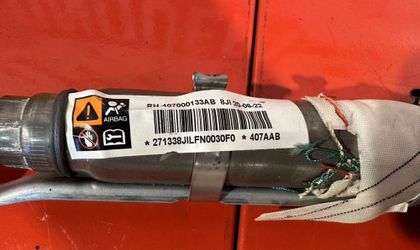 RH-407000133AB 8JI 20-06-22
AIRBAG
* 271338JILFN0030F0 * 407AAB